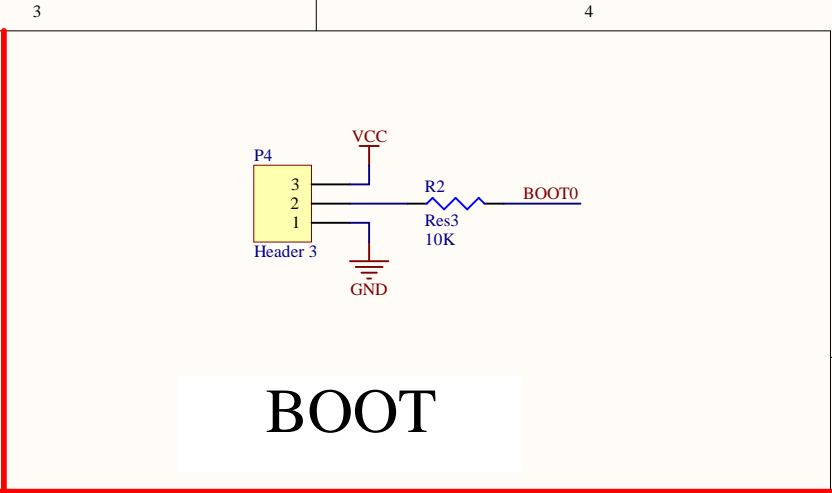 3 4
VCC
P4
3
2
1
R2
BOOT0
Res3
10K
Header 3
GND
BOOT